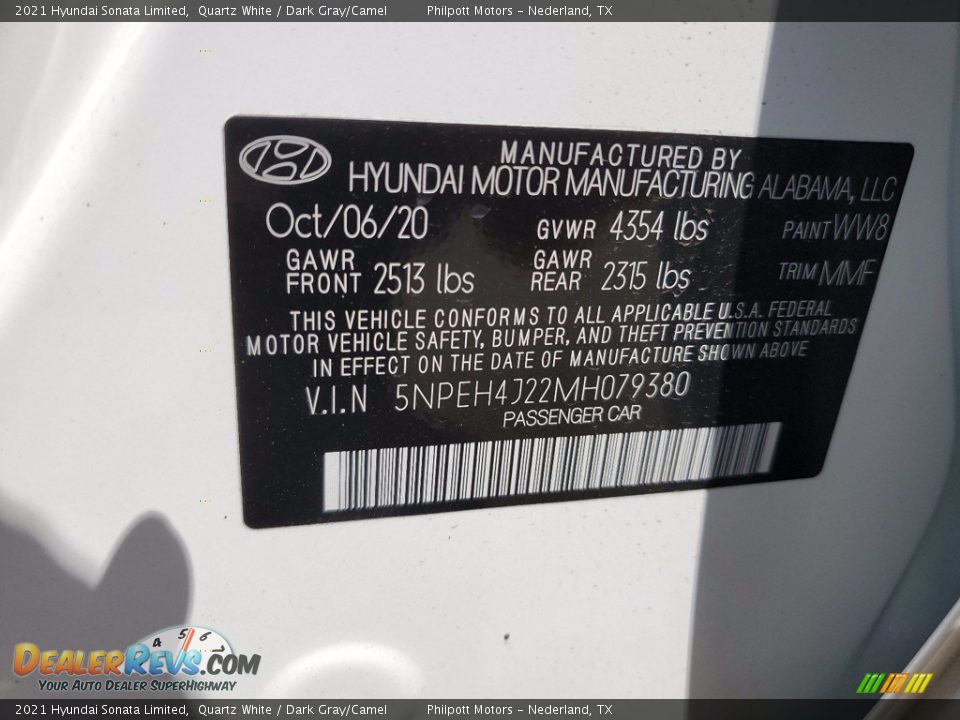 2021 Hyundai Sonata Limited, Quartz White / Dark Gray/Camel Philpott Motors - Nederland, TX
MANUFACTURED BY
HYUNDAI MOTOR MANUFACTURING ALABAMA, LLC
Oct/06/20 GVWR 4354 lbs PAINT WW8
GAWR FRONT 2513 lbs GAWR REAR 2315 lbs TRIM MMF
THIS VEHICLE CONFORMS TO ALL APPLICABLE U.S.A. FEDERAL
MOTOR VEHICLE SAFETY, BUMPER, AND THEFT PREVENTION STANDARDS
IN EFFECT ON THE DATE OF MANUFACTURE SHOWN ABOVE
V.I.N 5NPEH4J22MH079380
PASSENGER CAR
4 5 6
DEALERREVS.COM
YOUR AUTO DEALER SUPERHIGHWAY
2021 Hyundai Sonata Limited, Quartz White / Dark Gray/Camel Philpott Motors - Nederland, TX